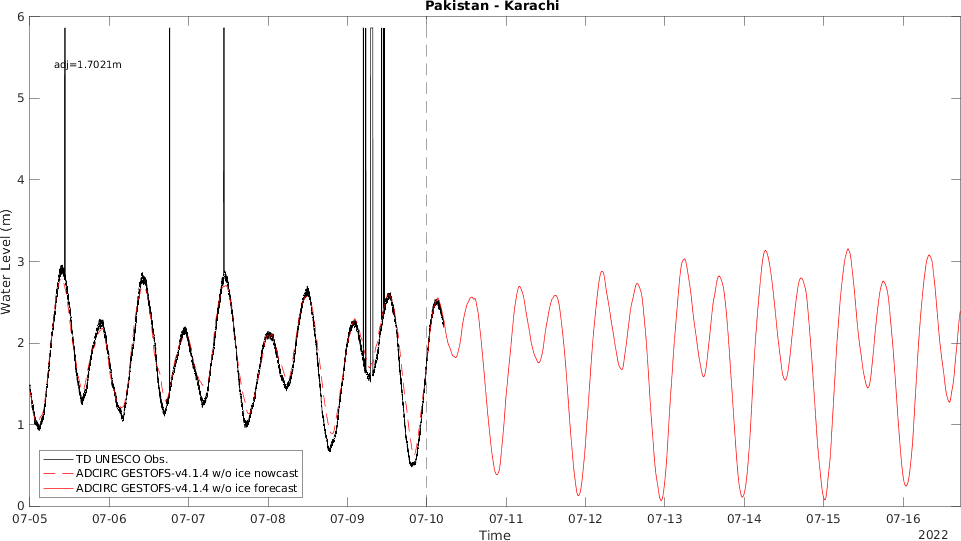 Pakistan - Karachi
6
adj=1.7021m
5
4
3
2
1
0
Water Level (m)
TD UNESCO Obs.
ADCIRC GESTOFS-v4.1.4 w/o ice nowcast
ADCIRC GESTOFS-v4.1.4 w/o ice forecast
07-05 07-06 07-07 07-08 07-09 07-10 07-11 07-12 07-13 07-14 07-15 07-16
Time
2022